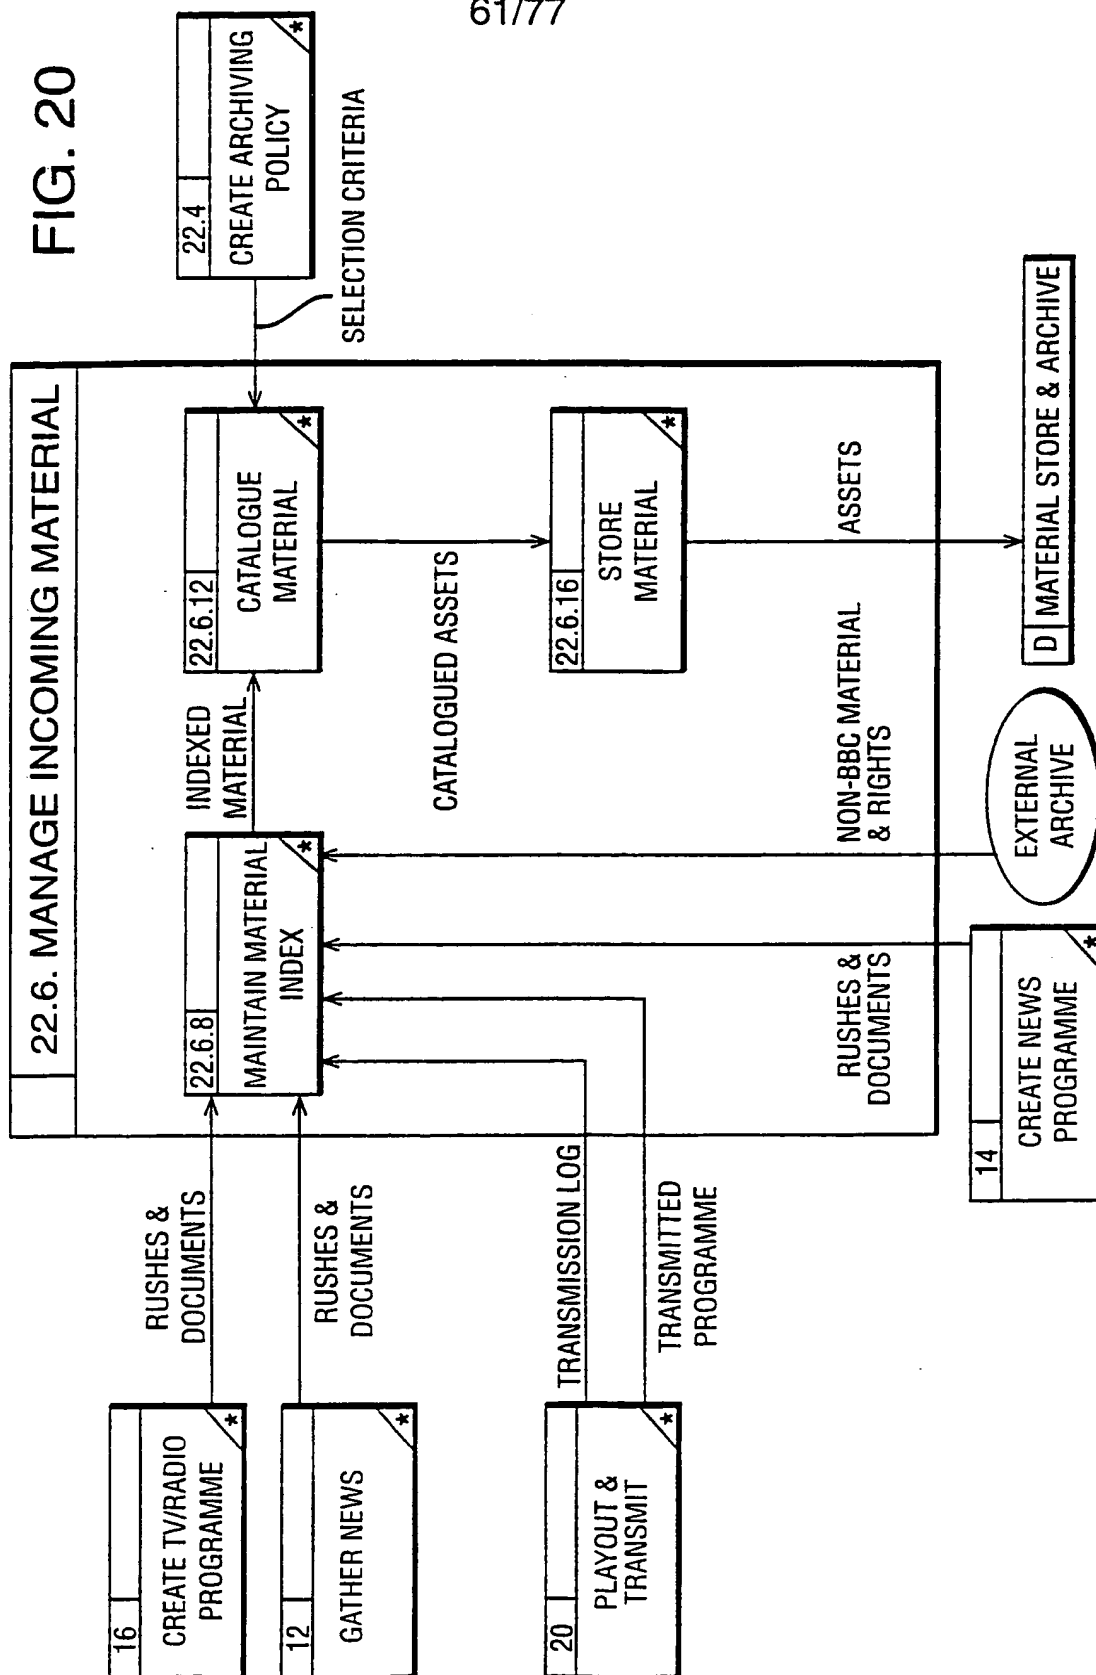 61/77
FIG. 20
22.6. MANAGE INCOMING MATERIAL
16
CREATE TV/RADIO
PROGRAMME
*
RUSHES &
DOCUMENTS
12
GATHER NEWS
*
RUSHES &
DOCUMENTS
20
PLAYOUT &
TRANSMIT
*
TRANSMISSION LOG
TRANSMITTED
PROGRAMME
22.6.8
MAINTAIN MATERIAL
INDEX
*
INDEXED
MATERIAL
22.6.12
CATALOGUE
MATERIAL
*
22.4
CREATE ARCHIVING
POLICY
*
SELECTION CRITERIA
CATALOGUED ASSETS
22.6.16
STORE
MATERIAL
*
RUSHES &
DOCUMENTS
NON-BBC MATERIAL
& RIGHTS
ASSETS
14
CREATE NEWS
PROGRAMME
*
EXTERNAL
ARCHIVE
D MATERIAL STORE & ARCHIVE